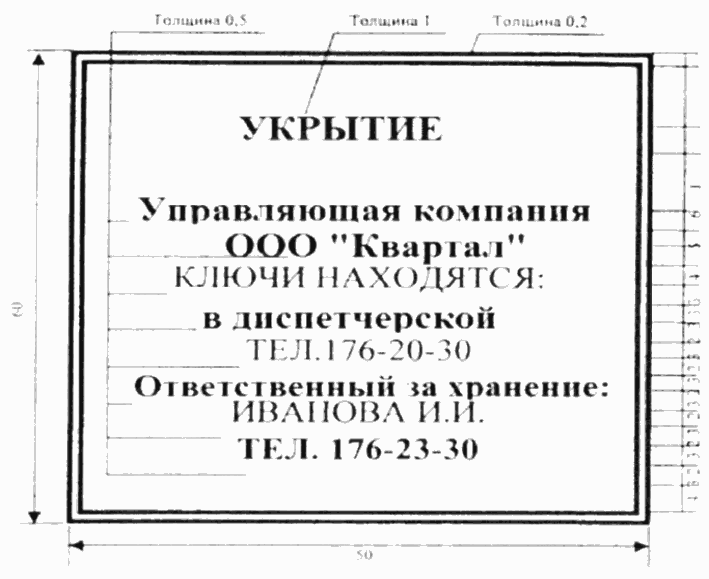 Толщина 0,5 Толщина 1 Толщина 0,2
УКРЫТИЕ
Управляющая компания
ООО "Квартал"
КЛЮЧИ НАХОДЯТСЯ:
в диспетчерской
ТЕЛ.176-20-30
Ответственный за хранение:
ИВАНОВА И.И.
ТЕЛ. 176-23-30
60
50